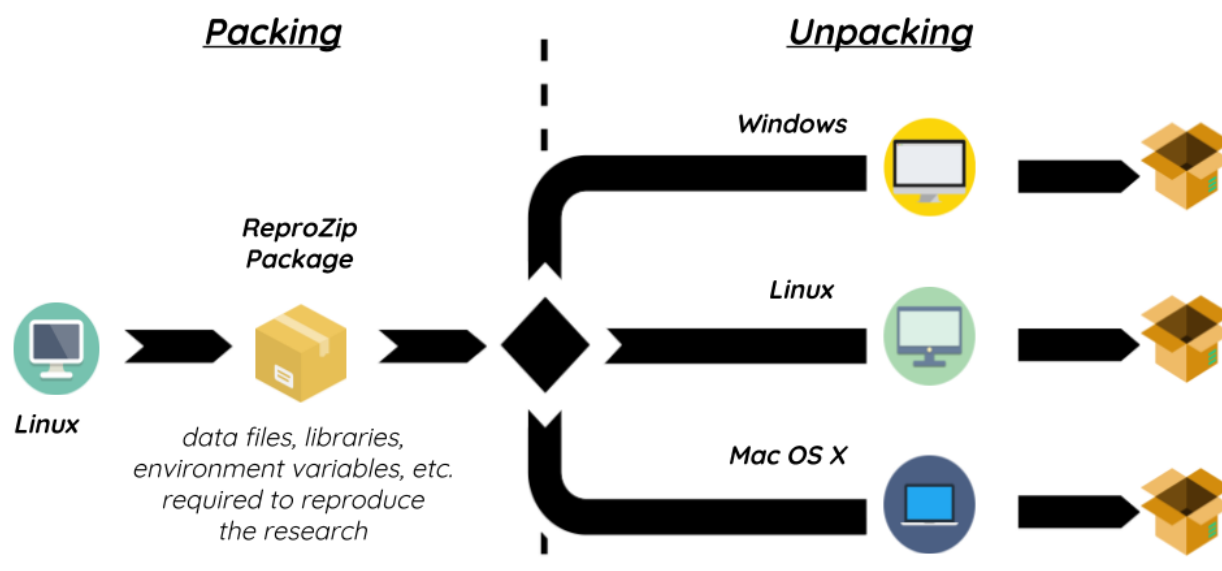 Packing
Unpacking
Windows
ReproZip
Package
Linux
Linux
Mac OS X
data files, libraries,
environment variables, etc.
required to reproduce
the research